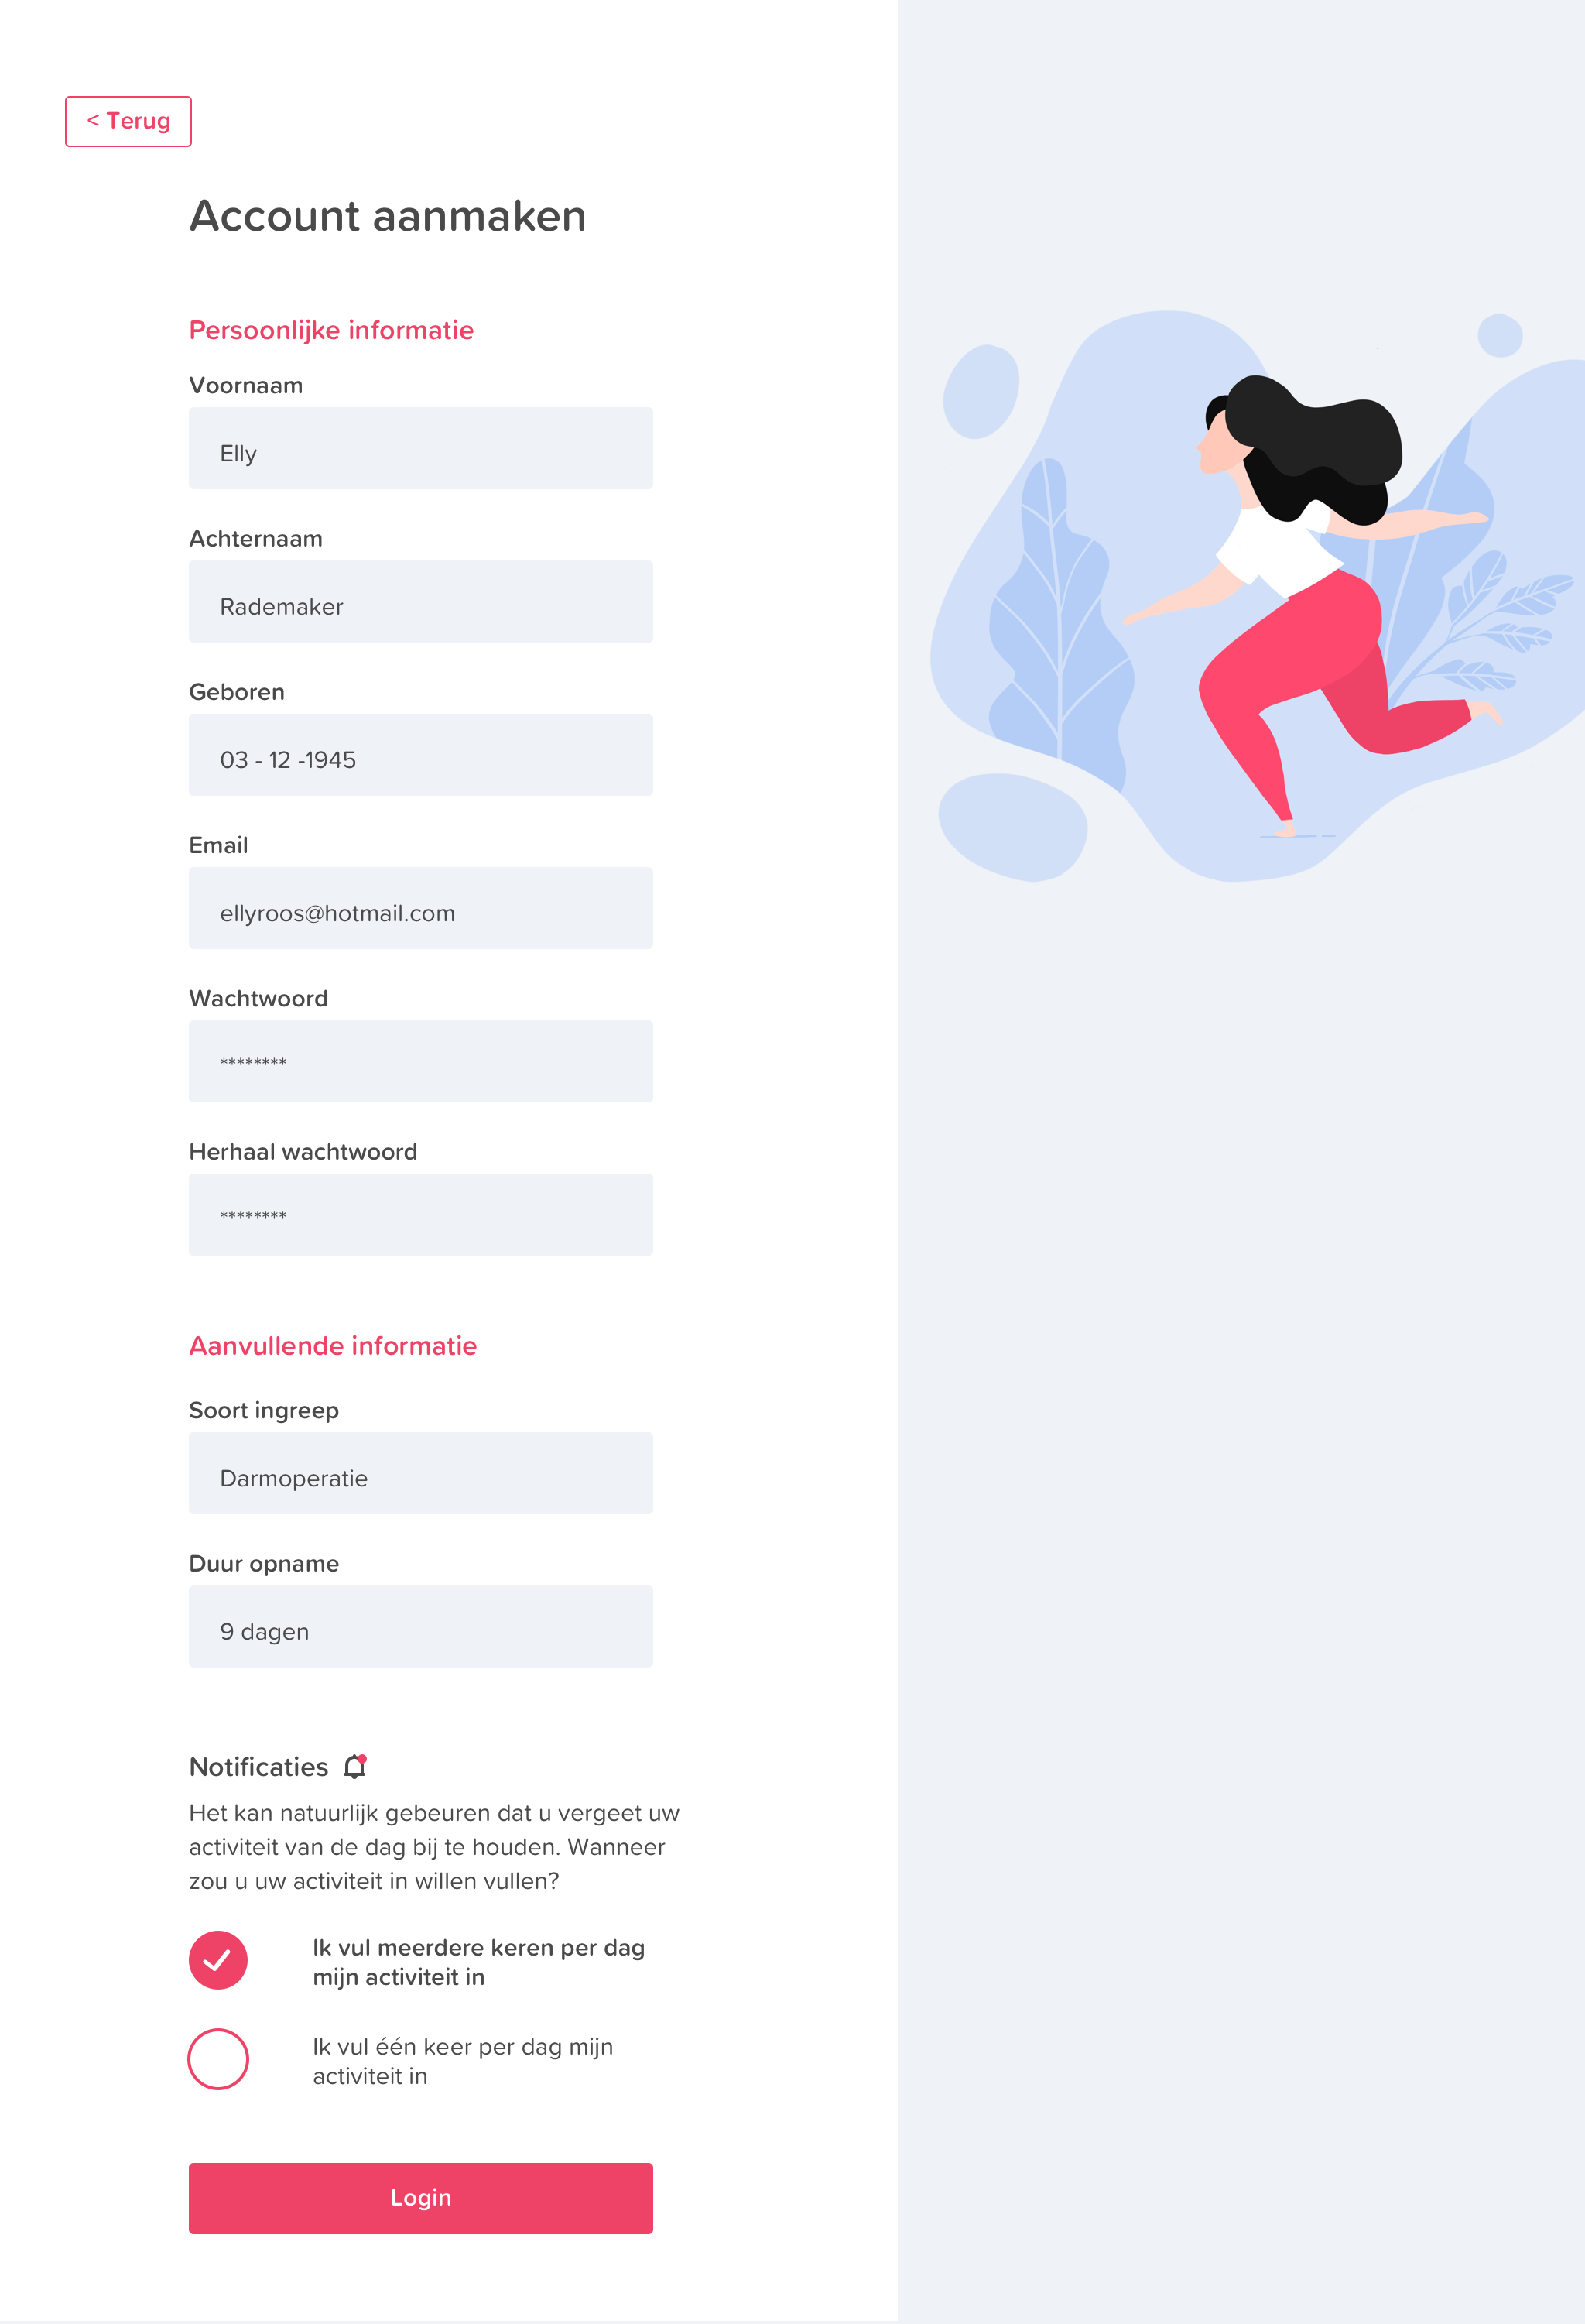 < Terug
Account aanmaken
Persoonlijke informatie
Voornaam
Elly
Achternaam
Rademaker
Geboren
03 - 12 -1945
Email
ellyroos@hotmail.com
Wachtwoord
********
Herhaal wachtwoord
********
Aanvullende informatie
Soort ingreep
Darmoperatie
Duur opname
9 dagen
Notificaties
Het kan natuurlijk gebeuren dat u vergeet uw
activiteit van de dag bij te houden. Wanneer
zou u uw activiteit in willen vullen?
Ik vul meerdere keren per dag
mijn activiteit in
Ik vul één keer per dag mijn
activiteit in
Login